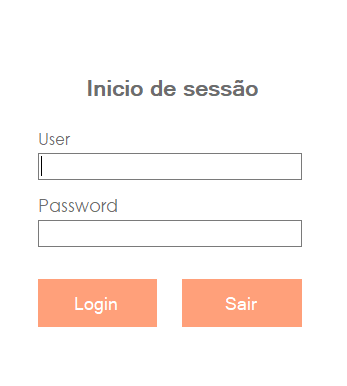 Inicio de sessão
User
Password
Login Sair